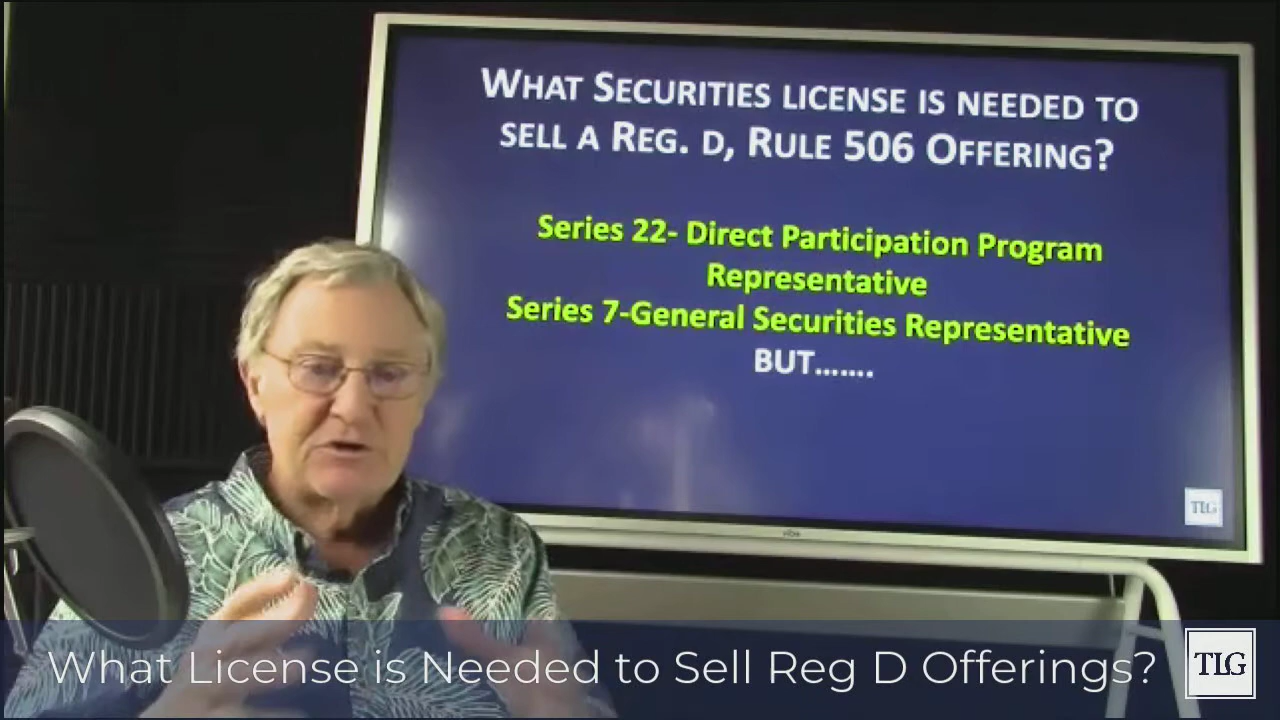 WHAT SECURITIES LICENSE IS NEEDED TO
SELL A REG. D, RULE 506 OFFERING?
Series 22- Direct Participation Program
Representative
Series 7-General Securities Representative
BUT.......
TLG
vibe
What License is Needed to Sell Reg D Offerings?
TLG